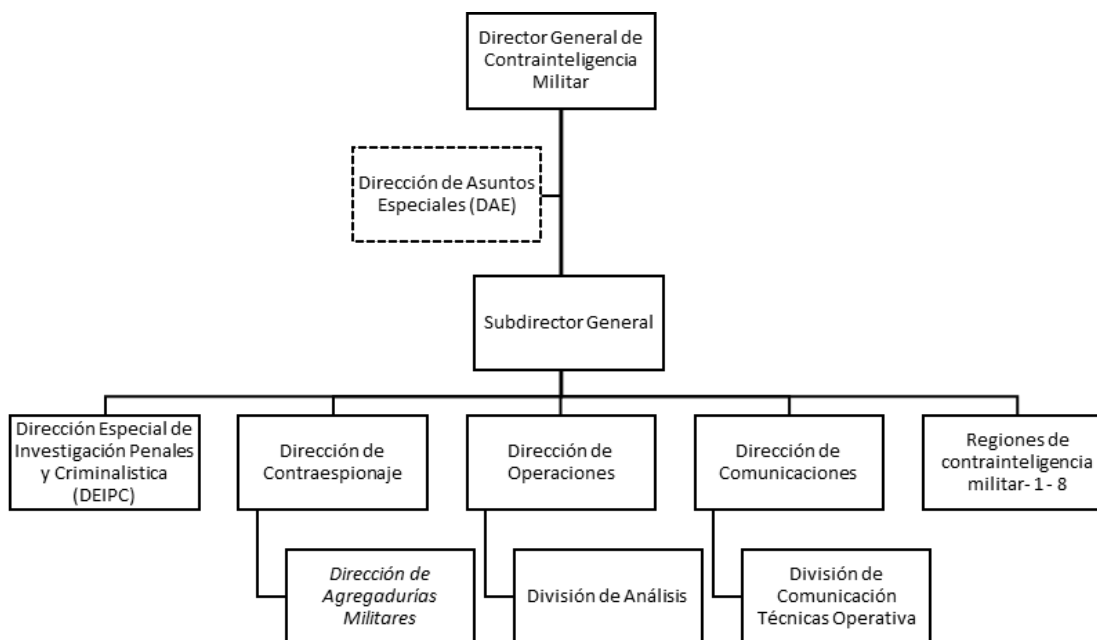 Director General de
Contrainteligencia
Militar
Dirección de Asuntos
Especiales (DAE)
Subdirector General
Dirección Especial de
Investigación Penales
y Criminalistica
(DEIPC)
Dirección de
Contraespionaje
Dirección de
Operaciones
Dirección de
Comunicaciones
Regiones de
contrainteligencia
militar- 1 - 8
Dirección de
Agregadurías
Militares
División de Análisis
División de
Comunicación
Técnicas Operativa